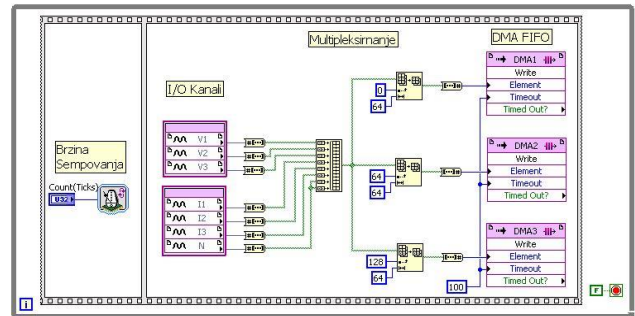 Multipleksirnanje
DMA FIFO
I/O Kanali
Brzina
Sempovanja
Count(Ticks)
U32
V1
V2
V3
I1
I2
I3
N
0
64
64
64
128
64
100
DMA1
Write
Element
Timeout
Timed Out?
DMA2
Write
Element
Timeout
Timed Out?
DMA3
Write
Element
Timeout
Timed Out?
i
F